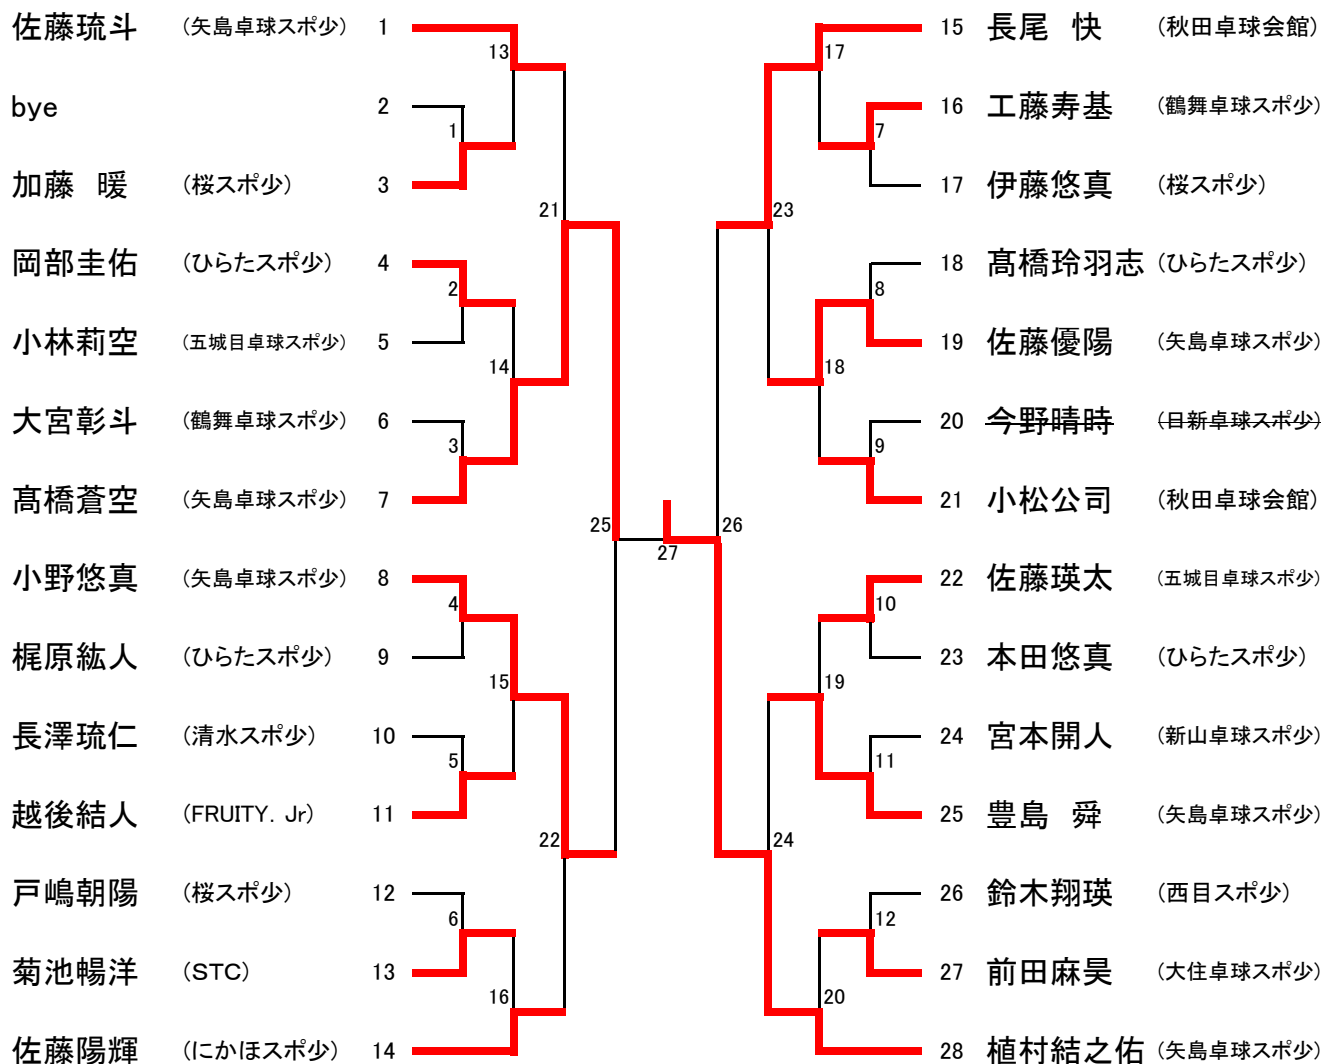 佐藤琉斗 (矢島卓球スポ少) 1
bye 2
加藤 暖 (桜スポ少) 3
岡部圭佑 (ひらたスポ少) 4
小林莉空 (五城目卓球スポ少) 5
大宮彰斗 (鶴舞卓球スポ少) 6
髙橋蒼空 (矢島卓球スポ少) 7
小野悠真 (矢島卓球スポ少) 8
梶原紘人 (ひらたスポ少) 9
長澤琉仁 (清水スポ少) 10
越後結人 (FRUITY. Jr) 11
戸嶋朝陽 (桜スポ少) 12
菊池暢洋 (STC) 13
佐藤陽輝 (にかほスポ少) 14
13
1
21
2
14
3
25
4
15
5
22
6
16
27
15 長尾 快 (秋田卓球会館)
16 工藤寿基 (鶴舞卓球スポ少)
17 伊藤悠真 (桜スポ少)
18 髙橋玲羽志 (ひらたスポ少)
19 佐藤優陽 (矢島卓球スポ少)
20 今野晴時 (日新卓球スポ少)
21 小松公司 (秋田卓球会館)
22 佐藤瑛太 (五城目卓球スポ少)
23 本田悠真 (ひらたスポ少)
24 宮本開人 (新山卓球スポ少)
25 豊島 舜 (矢島卓球スポ少)
26 鈴木翔瑛 (西目スポ少)
27 前田麻昊 (大住卓球スポ少)
28 植村結之佑 (矢島卓球スポ少)
17
7
23
8
18
9
26
10
19
11
24
12
20